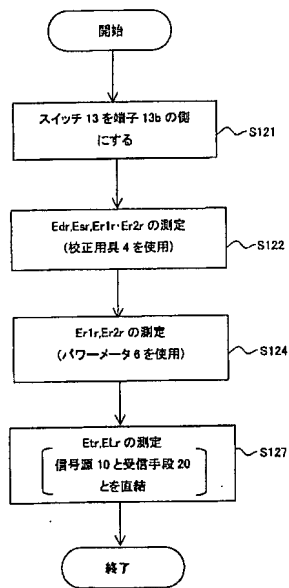 開始
スイッチ 13 を端子 13b の側
にする
S121
Edr,Esr,Er1r・Er2r の測定
(校正用具 4 を使用)
S122
Er1r,Er2r の測定
(パワーメータ 6 を使用)
S124
Etr,ELr の測定
信号源 10 と受信手段 20
とを直結
S127
終了